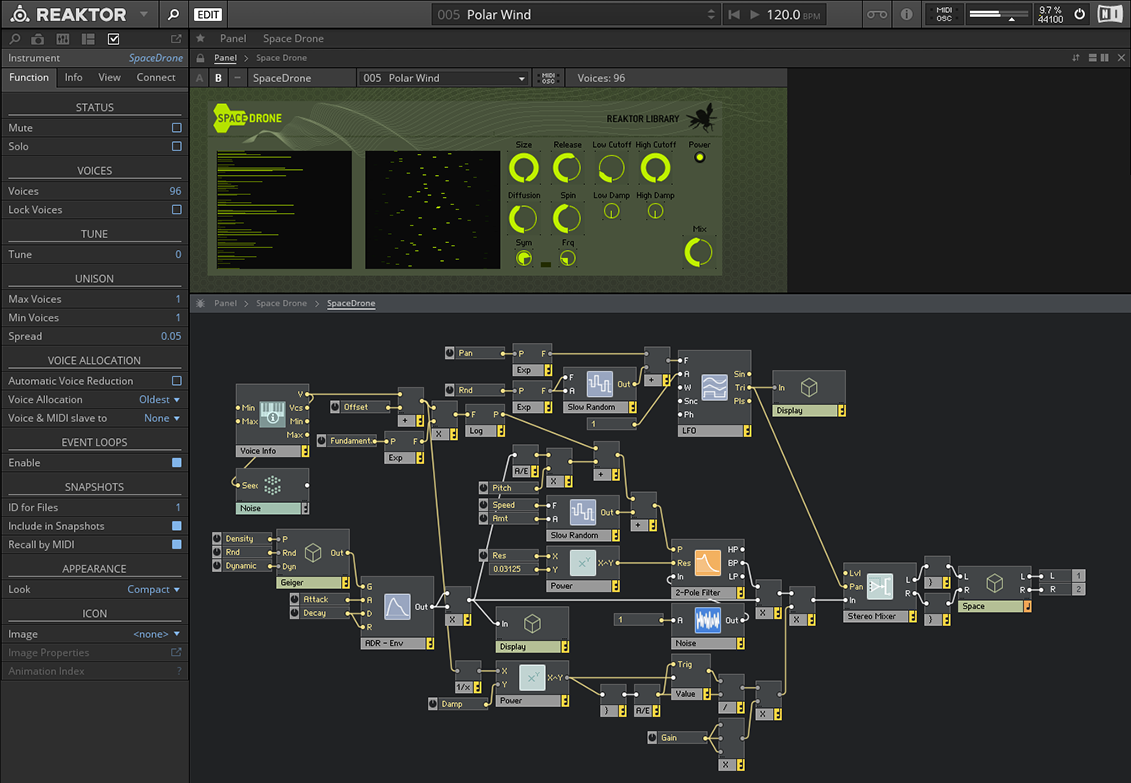 REAKTOR
EDIT
005 Polar Wind
120.0 BPM
MIDI
OSC
9.7 %
44100
NI
Panel Space Drone
Instrument SpaceDrone
Function Info View Connect
STATUS
Mute
Solo
VOICES
Voices 96
Lock Voices
TUNE
Tune 0
UNISON
Max Voices 1
Min Voices 1
Spread 0.05
VOICE ALLOCATION
Automatic Voice Reduction
Voice Allocation Oldest
Voice & MIDI slave to None
EVENT LOOPS
Enable
SNAPSHOTS
ID for Files 1
Include in Snapshots
Recall by MIDI
APPEARANCE
Look Compact
ICON
Image <none>
Image Properties
Animation Index ?
Panel > Space Drone
A B SpaceDrone 005 Polar Wind MIDI OSC Voices: 96
SPACEDRONE
REAKTOR LIBRARY
Size Release Low Cutoff High Cutoff Power
Diffusion Spin Low Damp High Damp
Mix
Sym Frq
Panel > Space Drone > SpaceDrone
Pan
P F
Exp
Rnd
P F
Exp
F
A
Out
Slow Random
1
+
F
A
W
Snc
Ph
Sin
Tri
Pls
LFO
In
Display
Min
Max
V
Vcs
Min
Max
Voice Info
Offset
+
Fundament.
P F
Exp
X
F P
Log
Seed
Noise
A/E
X
+
Pitch
Speed
Amt
F
A
Out
Slow Random
+
Res
0.03125
X
Y
X^Y
Power
P
Res
In
HP
BP
LP
2-Pole Filter
Density
Rnd
Dynamic
P
Rnd
Dyn
Out
Geiger
Attack
Decay
G
A
D
R
Out
ADR - Env
X
In
Display
1
A
Out
Noise
X
X
Lvl
Pan
In
L
R
Stereo Mixer
}
}
L
R
L
R
Space
L 1
R 2
1/x
Damp
X
Y
X^Y
Power
}
A/E
Trig
Value
/
X
Gain
X